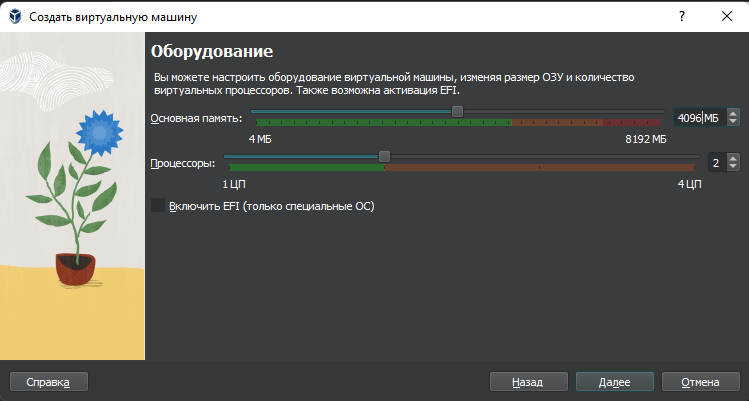 Создать виртуальную машину
Оборудование
Вы можете настроить оборудование виртуальной машины, изменяя размер ОЗУ и количество
виртуальных процессоров. Также возможна активация EFI.
Основная память:
4096 МБ
4 МБ
8192 МБ
Процессоры:
2
1 ЦП
4 ЦП
Включить EFI (только специальные ОС)
Справка
Назад
Далее
Отмена